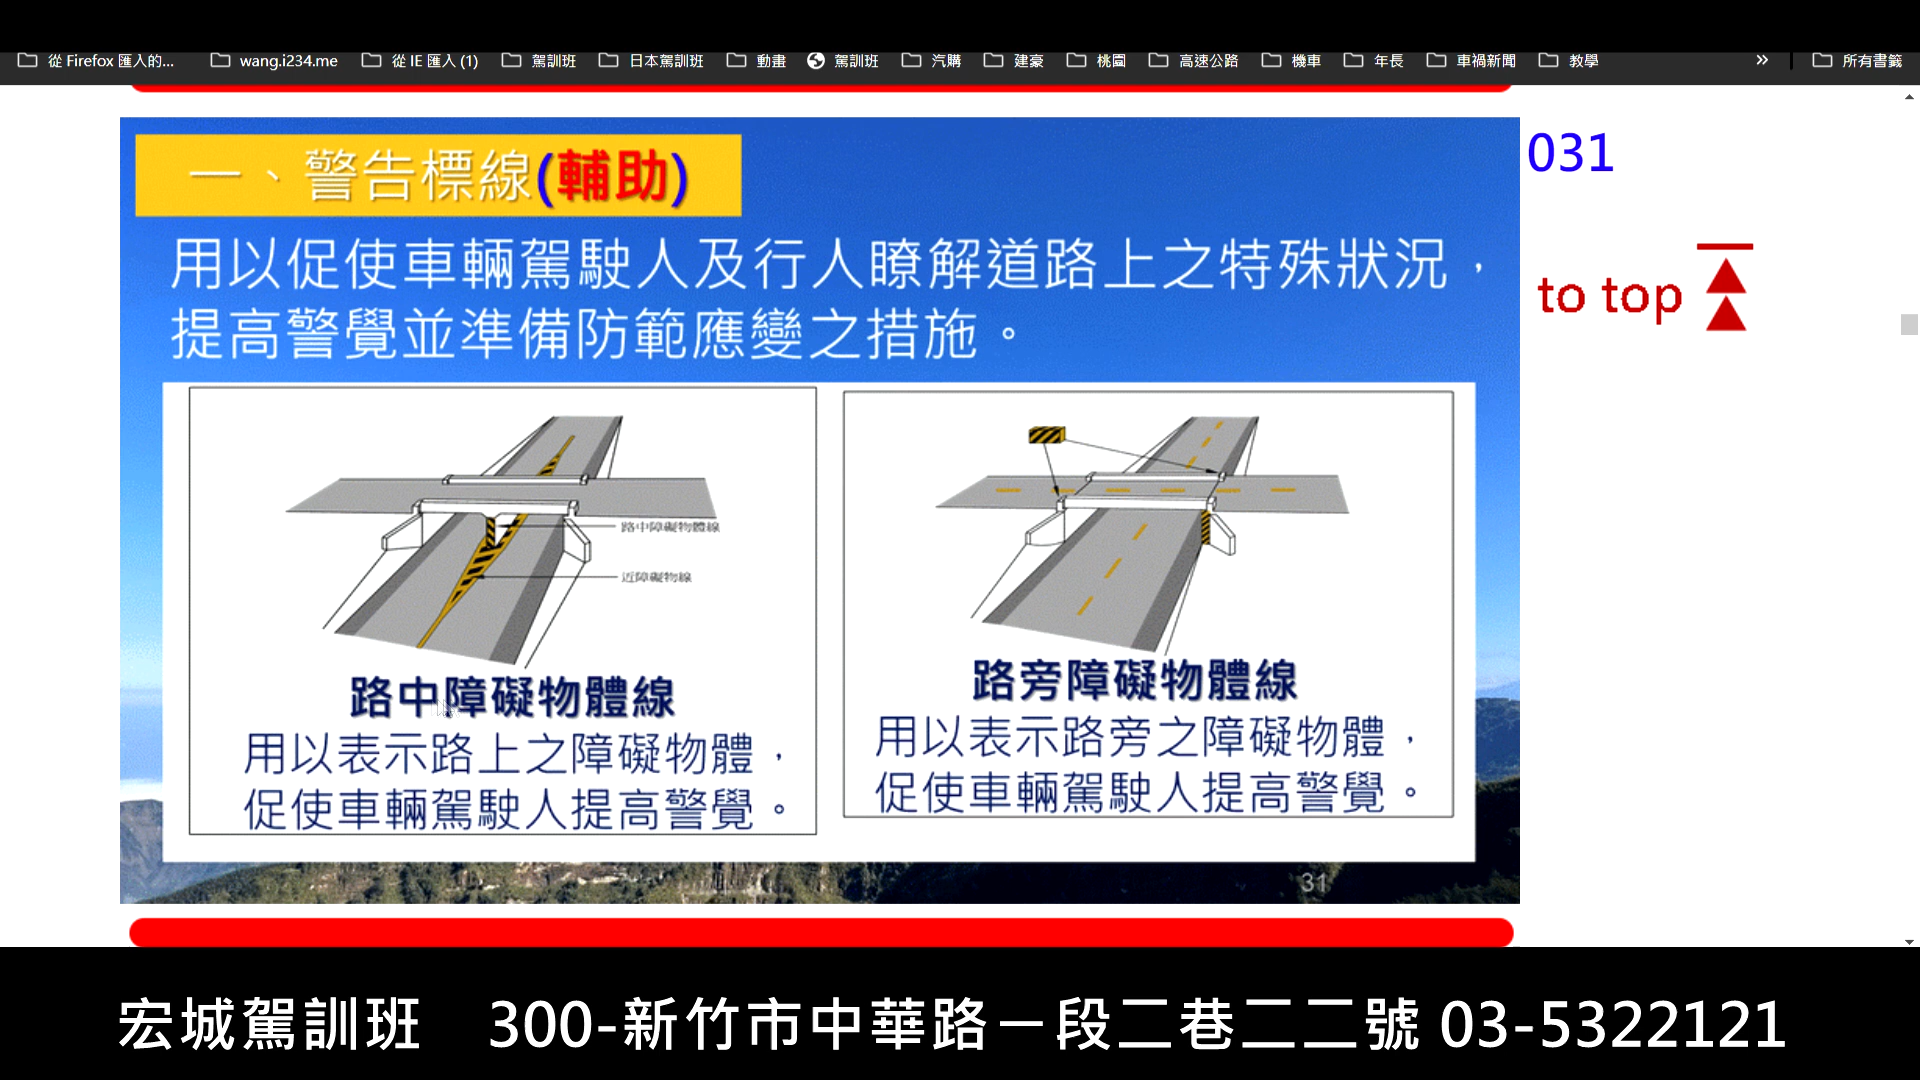 從 Firefox 匯入的... wang.i234.me 從 IE 匯入 (1) 駕訓班 日本駕訓班 動畫 駕訓班 汽購 建豪 桃園 高速公路 機車 年長 車禍新聞 教學 » 所有書籤
031
to top
一、警告標線(輔助)
用以促使車輛駕駛人及行人瞭解道路上之特殊狀況，
提高警覺並準備防範應變之措施。
路中障礙物體線
近障礙物線
路中障礙物體線
用以表示路上之障礙物體，
促使車輛駕駛人提高警覺。
路旁障礙物體線
用以表示路旁之障礙物體，
促使車輛駕駛人提高警覺。
31
宏城駕訓班 300-新竹市中華路一段二巷二二號 03-5322121